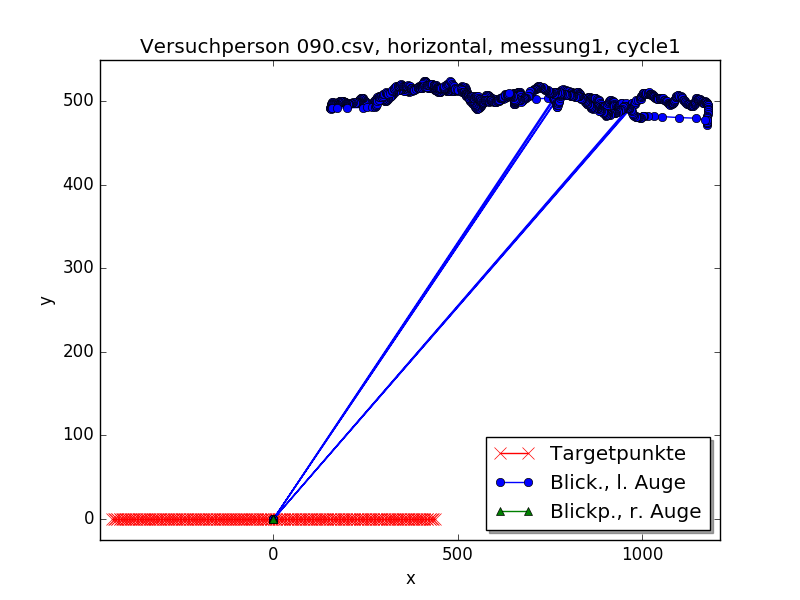 Versuchperson 090.csv, horizontal, messung1, cycle1
500
400
300
200
100
0
y
0 500 1000
x
Targetpunkte
Blick., l. Auge
Blickp., r. Auge